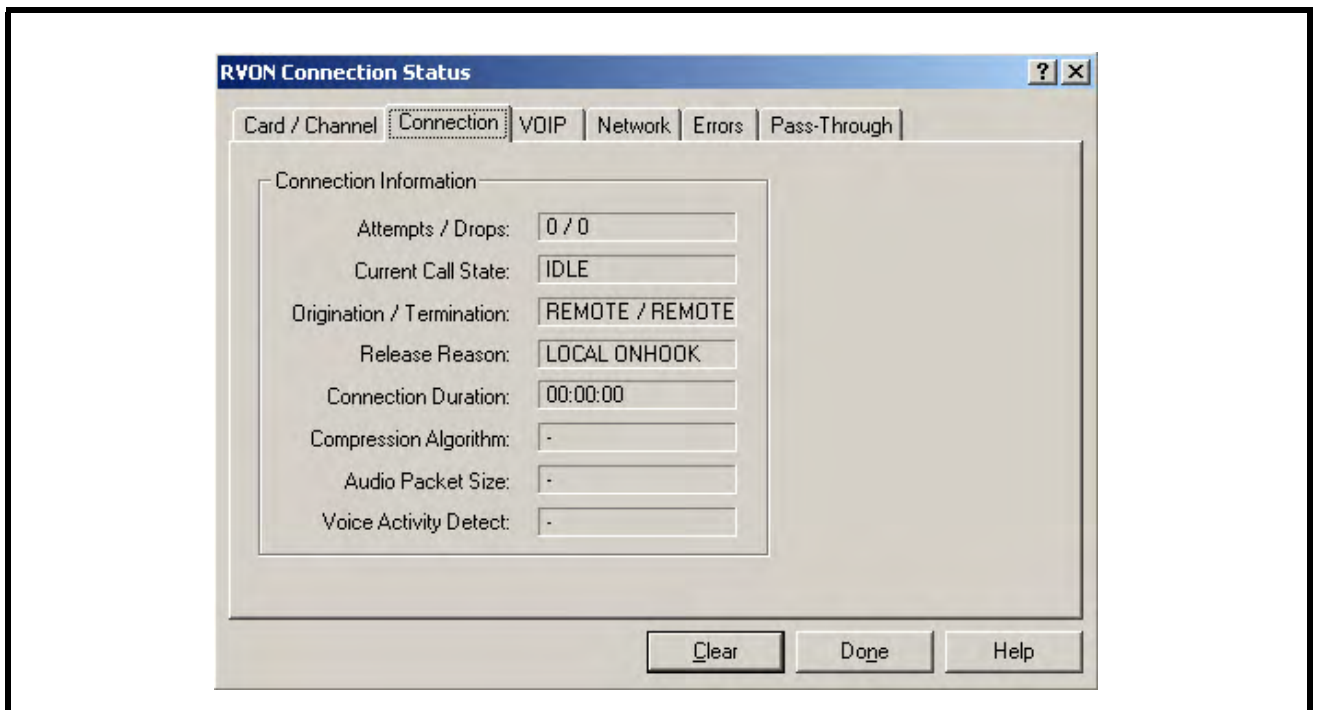 RVON Connection Status
Card / Channel Connection VOIP Network Errors Pass-Through
Connection Information
Attempts / Drops: 0 / 0
Current Call State: IDLE
Origination / Termination: REMOTE / REMOTE
Release Reason: LOCAL ONHOOK
Connection Duration: 00:00:00
Compression Algorithm: -
Audio Packet Size: -
Voice Activity Detect: -
Clear Done Help